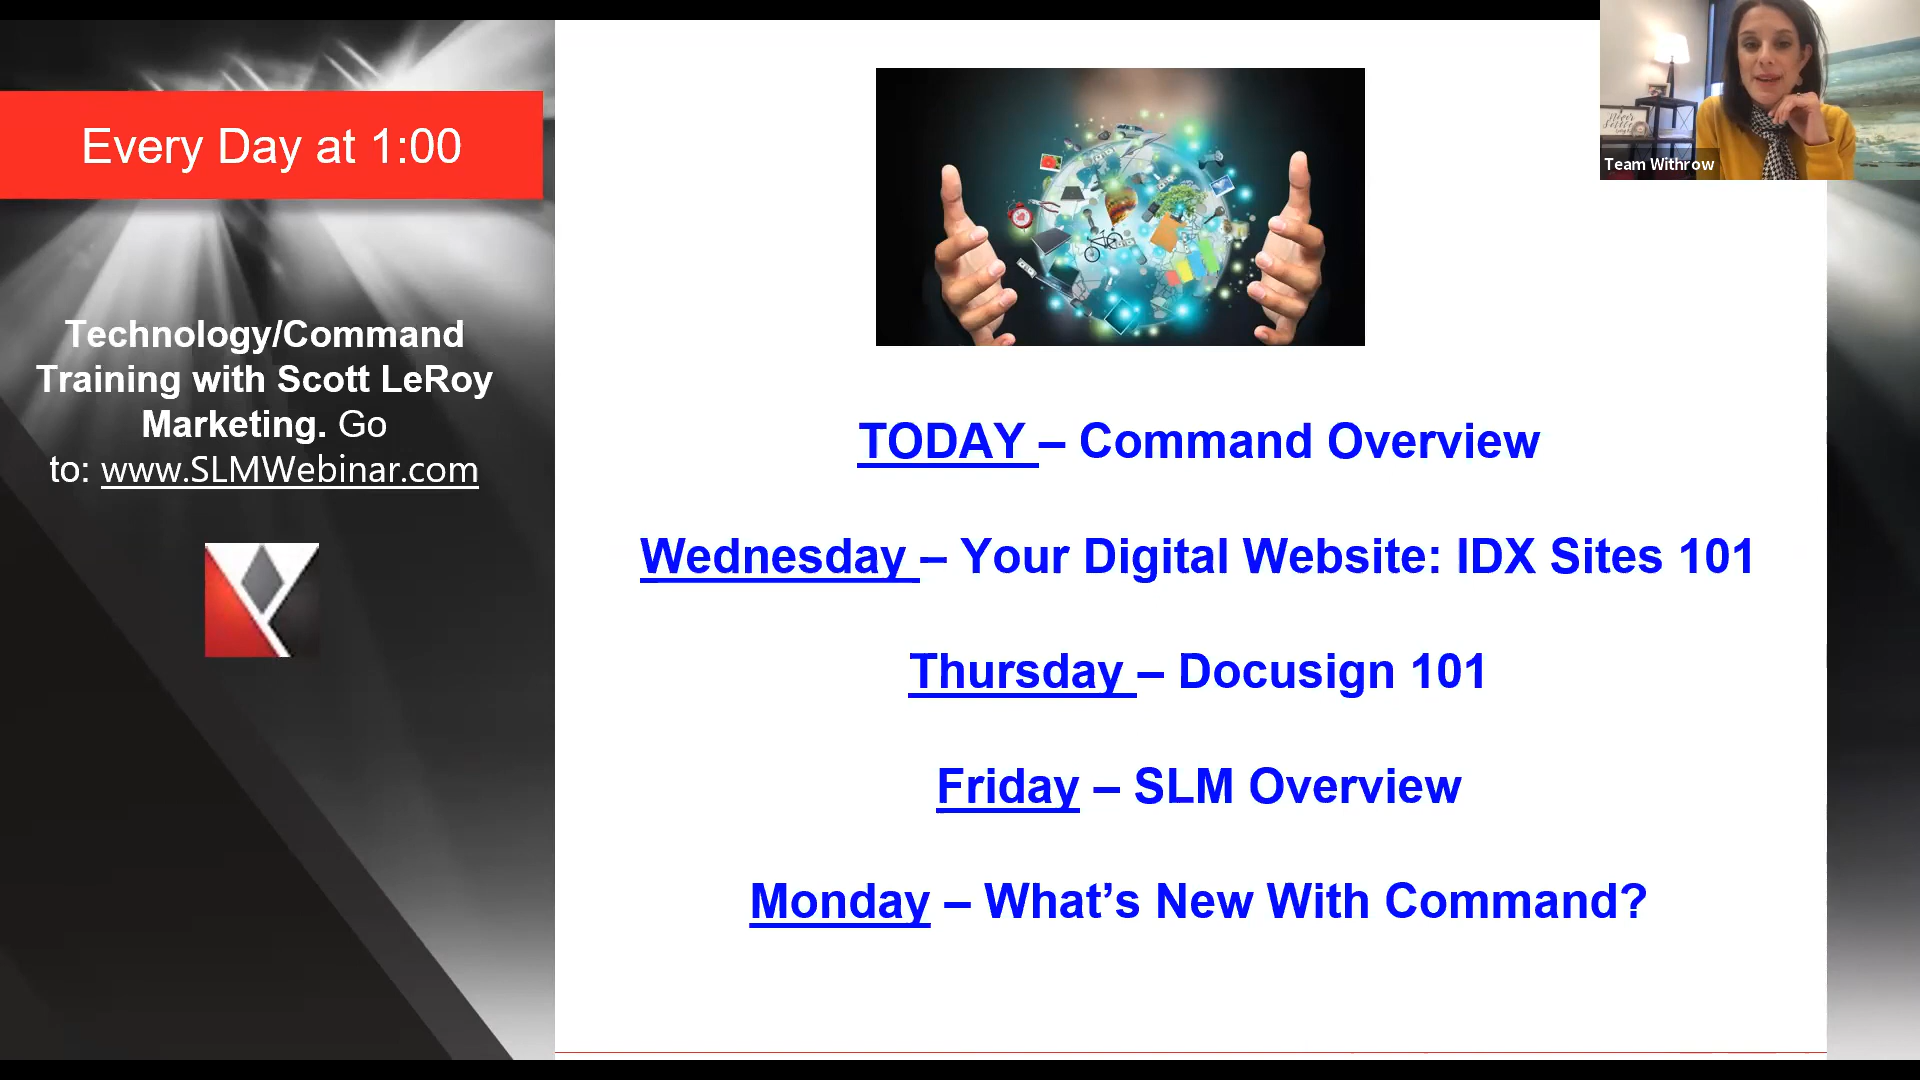 Every Day at 1:00
Technology/Command
Training with Scott LeRoy
Marketing. Go
to: www.SLMWebinar.com
TODAY – Command Overview
Wednesday – Your Digital Website: IDX Sites 101
Thursday – Docusign 101
Friday – SLM Overview
Monday – What’s New With Command?
Team Withrow